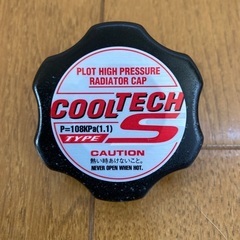 PLOT HIGH PRESSURE
RADIATOR CAP
COOLTECH
P=108KPa(1.1)
TYPE S
CAUTION
熱い時あけないこと。
NEVER OPEN WHEN HOT.